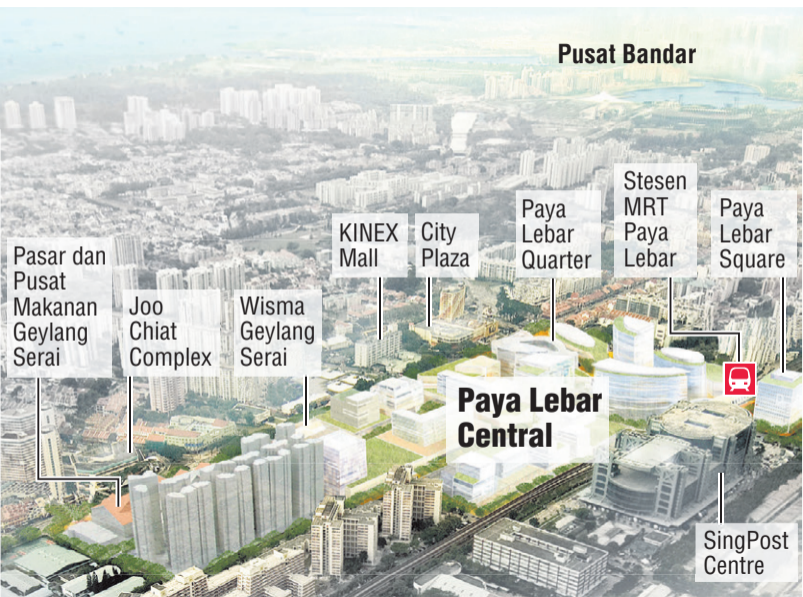 Pusat Bandar
Stesen
MRT
Paya
Lebar
Paya
Lebar
Square
Paya
Lebar
Quarter
KINEX
Mall
City
Plaza
Pasar dan
Pusat
Makanan
Geylang
Serai
Joo
Chiat
Complex
Wisma
Geylang
Serai
Paya Lebar
Central
SingPost
Centre